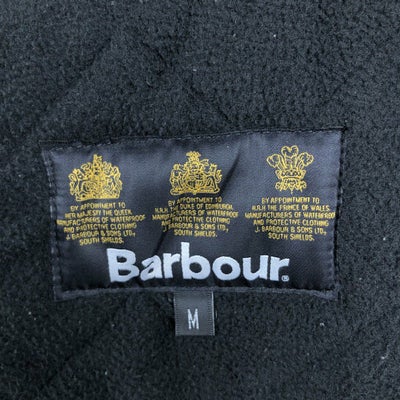 BY APPOINTMENT TO
HER MAJESTY THE QUEEN
MANUFACTURERS OF WATERPROOF
AND PROTECTIVE CLOTHING
J. BARBOUR & SONS LTD,
SOUTH SHIELDS.
BY APPOINTMENT TO
H.R.H. THE DUKE OF EDINBURGH,
MANUFACTURERS OF WATERPROOF
AND PROTECTIVE CLOTHING
J. BARBOUR & SONS LTD,
SOUTH SHIELDS.
BY APPOINTMENT TO
H.R.H. THE PRINCE OF WALES,
MANUFACTURERS OF WATERPROOF
AND PROTECTIVE CLOTHING
J. BARBOUR & SONS LTD,
SOUTH SHIELDS.
Barbour®
M